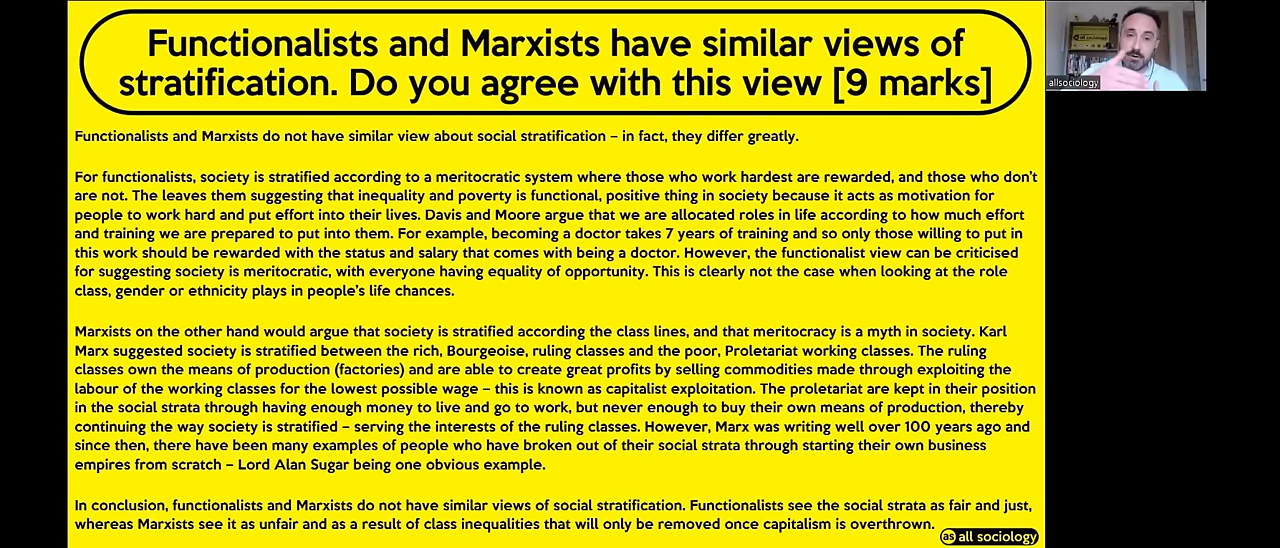 Functionalists and Marxists have similar views of
stratification. Do you agree with this view [9 marks]
Functionalists and Marxists do not have similar view about social stratification – in fact, they differ greatly.
For functionalists, society is stratified according to a meritocratic system where those who work hardest are rewarded, and those who don't
are not. The leaves them suggesting that inequality and poverty is functional, positive thing in society because it acts as motivation for
people to work hard and put effort into their lives. Davis and Moore argue that we are allocated roles in life according to how much effort
and training we are prepared to put into them. For example, becoming a doctor takes 7 years of training and so only those willing to put in
this work should be rewarded with the status and salary that comes with being a doctor. However, the functionalist view can be criticised
for suggesting society is meritocratic, with everyone having equality of opportunity. This is clearly not the case when looking at the role
class, gender or ethnicity plays in people's life chances.
Marxists on the other hand would argue that society is stratified according the class lines, and that meritocracy is a myth in society. Karl
Marx suggested society is stratified between the rich, Bourgeoise, ruling classes and the poor, Proletariat working classes. The ruling
classes own the means of production (factories) and are able to create great profits by selling commodities made through exploiting the
labour of the working classes for the lowest possible wage – this is known as capitalist exploitation. The proletariat are kept in their position
in the social strata through having enough money to live and go to work, but never enough to buy their own means of production, thereby
continuing the way society is stratified – serving the interests of the ruling classes. However, Marx was writing well over 100 years ago and
since then, there have been many examples of people who have broken out of their social strata through starting their own business
empires from scratch – Lord Alan Sugar being one obvious example.
In conclusion, functionalists and Marxists do not have similar views of social stratification. Functionalists see the social strata as fair and just,
whereas Marxists see it as unfair and as a result of class inequalities that will only be removed once capitalism is overthrown.
as all sociology
all sociology
allsociology